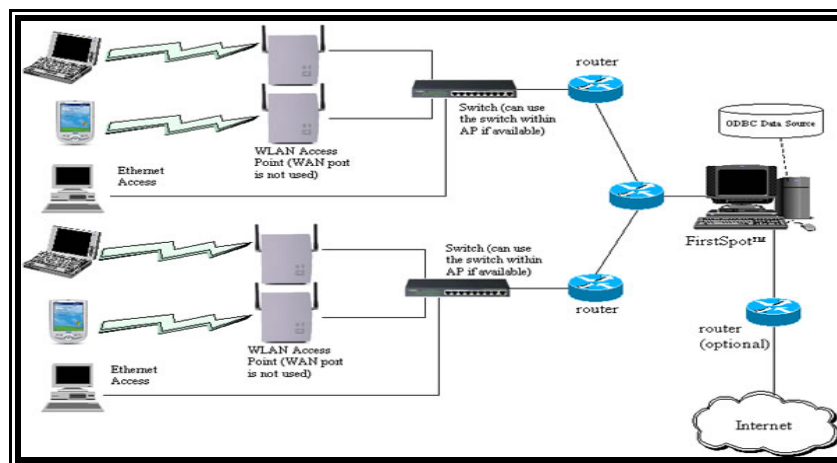 router
ODBC Data Source
Switch (can use
the switch within
AP if available)
WLAN Access
Point (WAN port
is not used)
Ethernet
Access
FirstSpot™
Switch (can use
the switch within
AP if available)
router
router
(optional)
WLAN Access
Point (WAN port
is not used)
Ethernet
Access
Internet